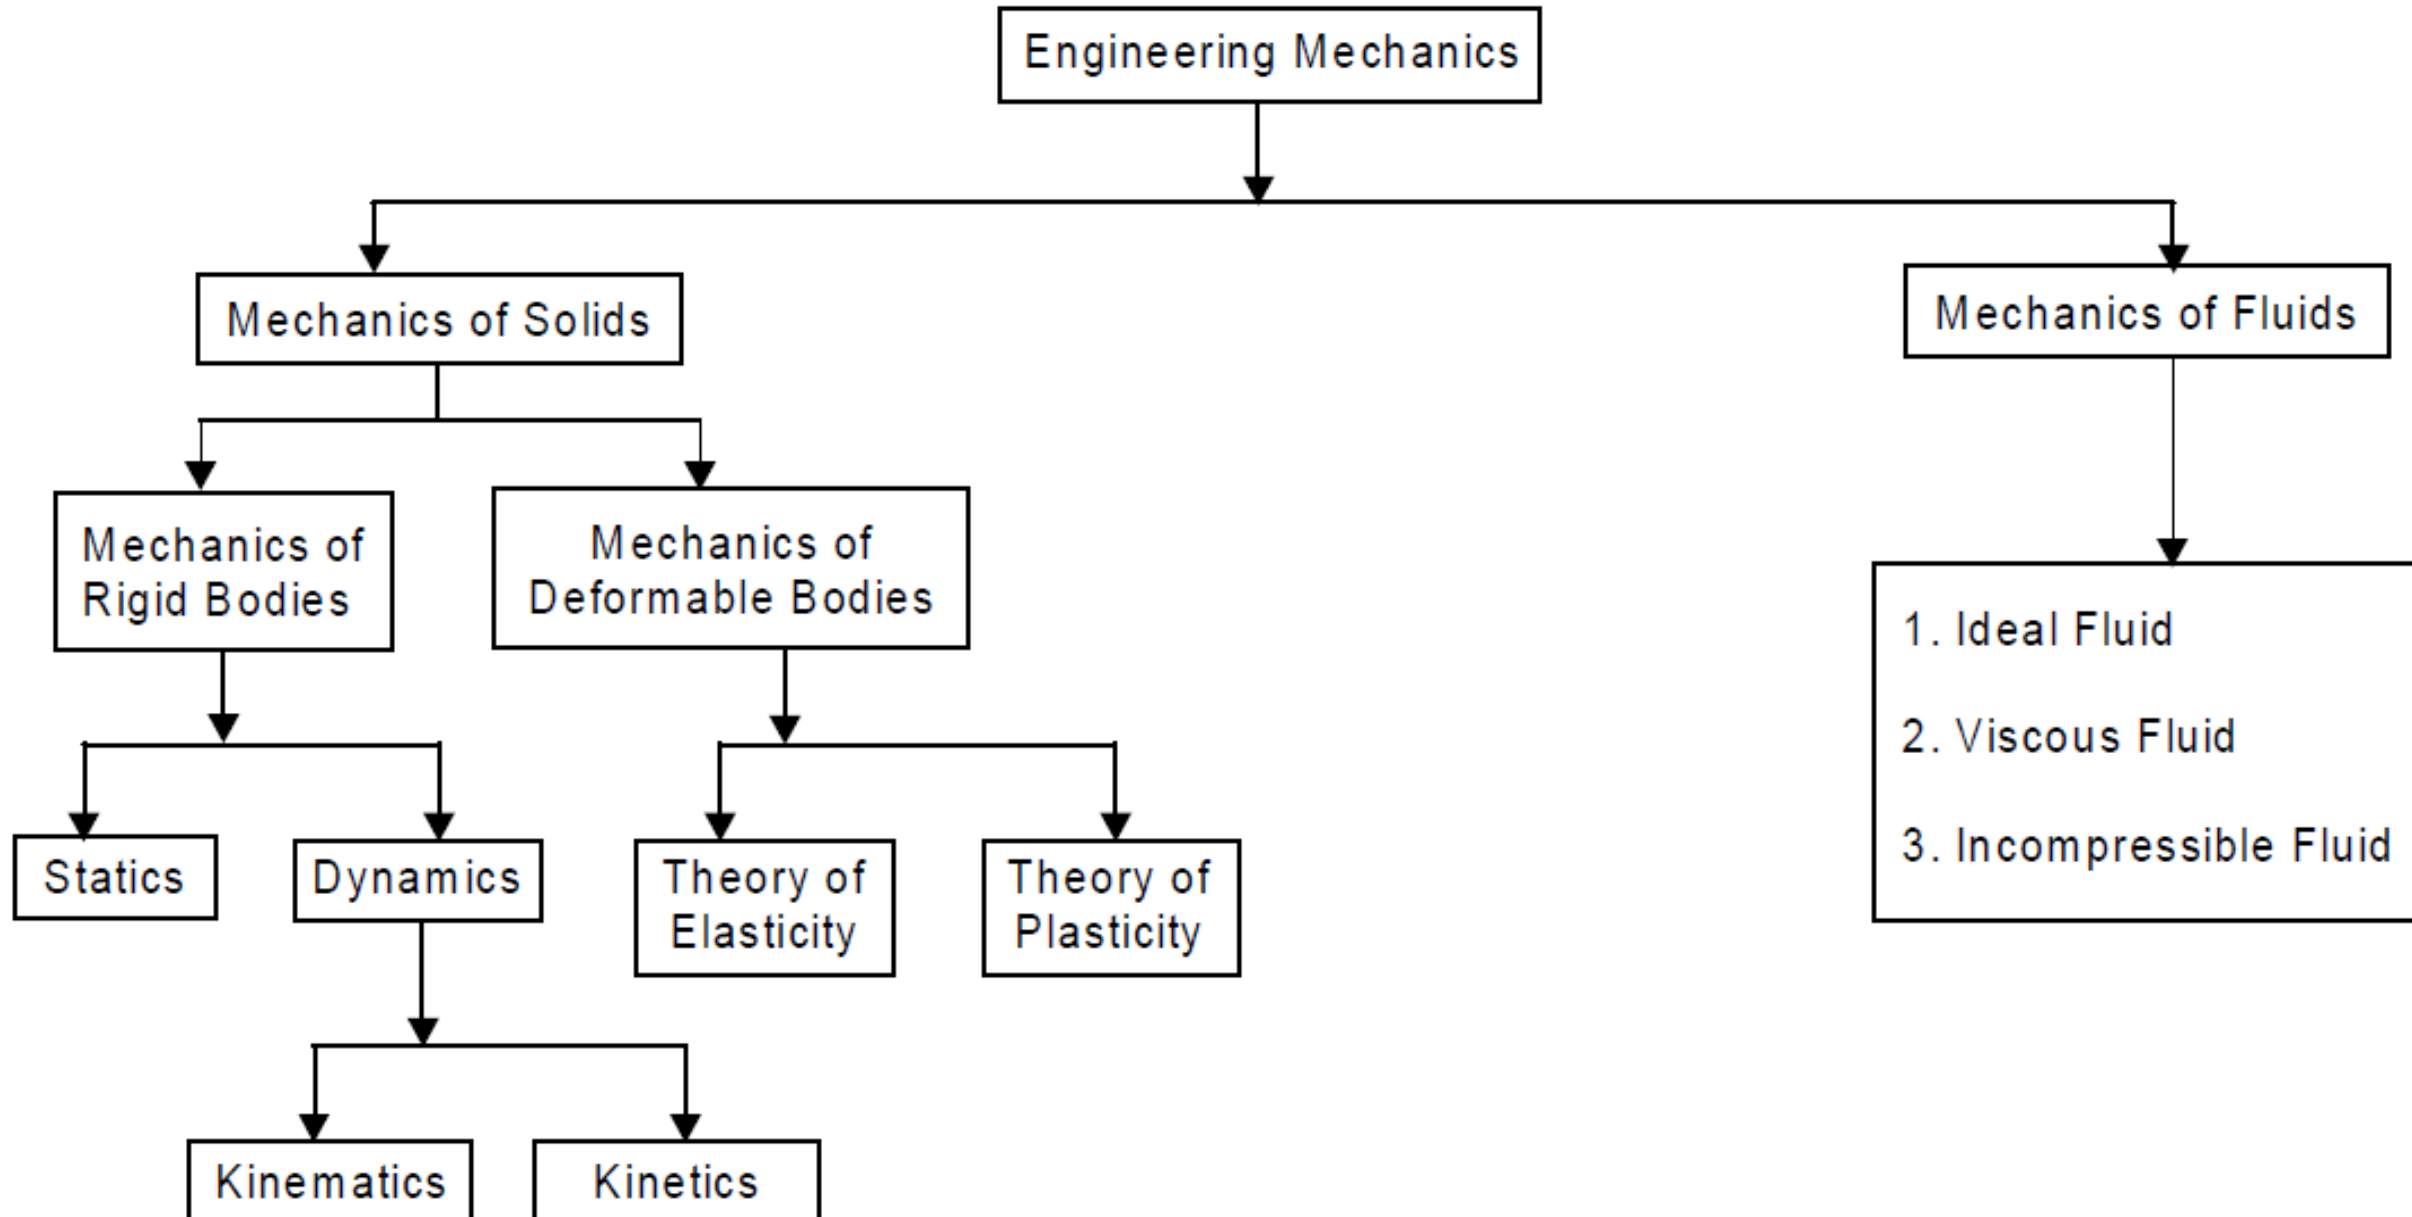 Engineering Mechanics
Mechanics of Solids
Mechanics of Fluids
Mechanics of
Rigid Bodies
Mechanics of
Deformable Bodies
1. Ideal Fluid
2. Viscous Fluid
3. Incompressible Fluid
Statics
Dynamics
Theory of
Elasticity
Theory of
Plasticity
Kinematics
Kinetics